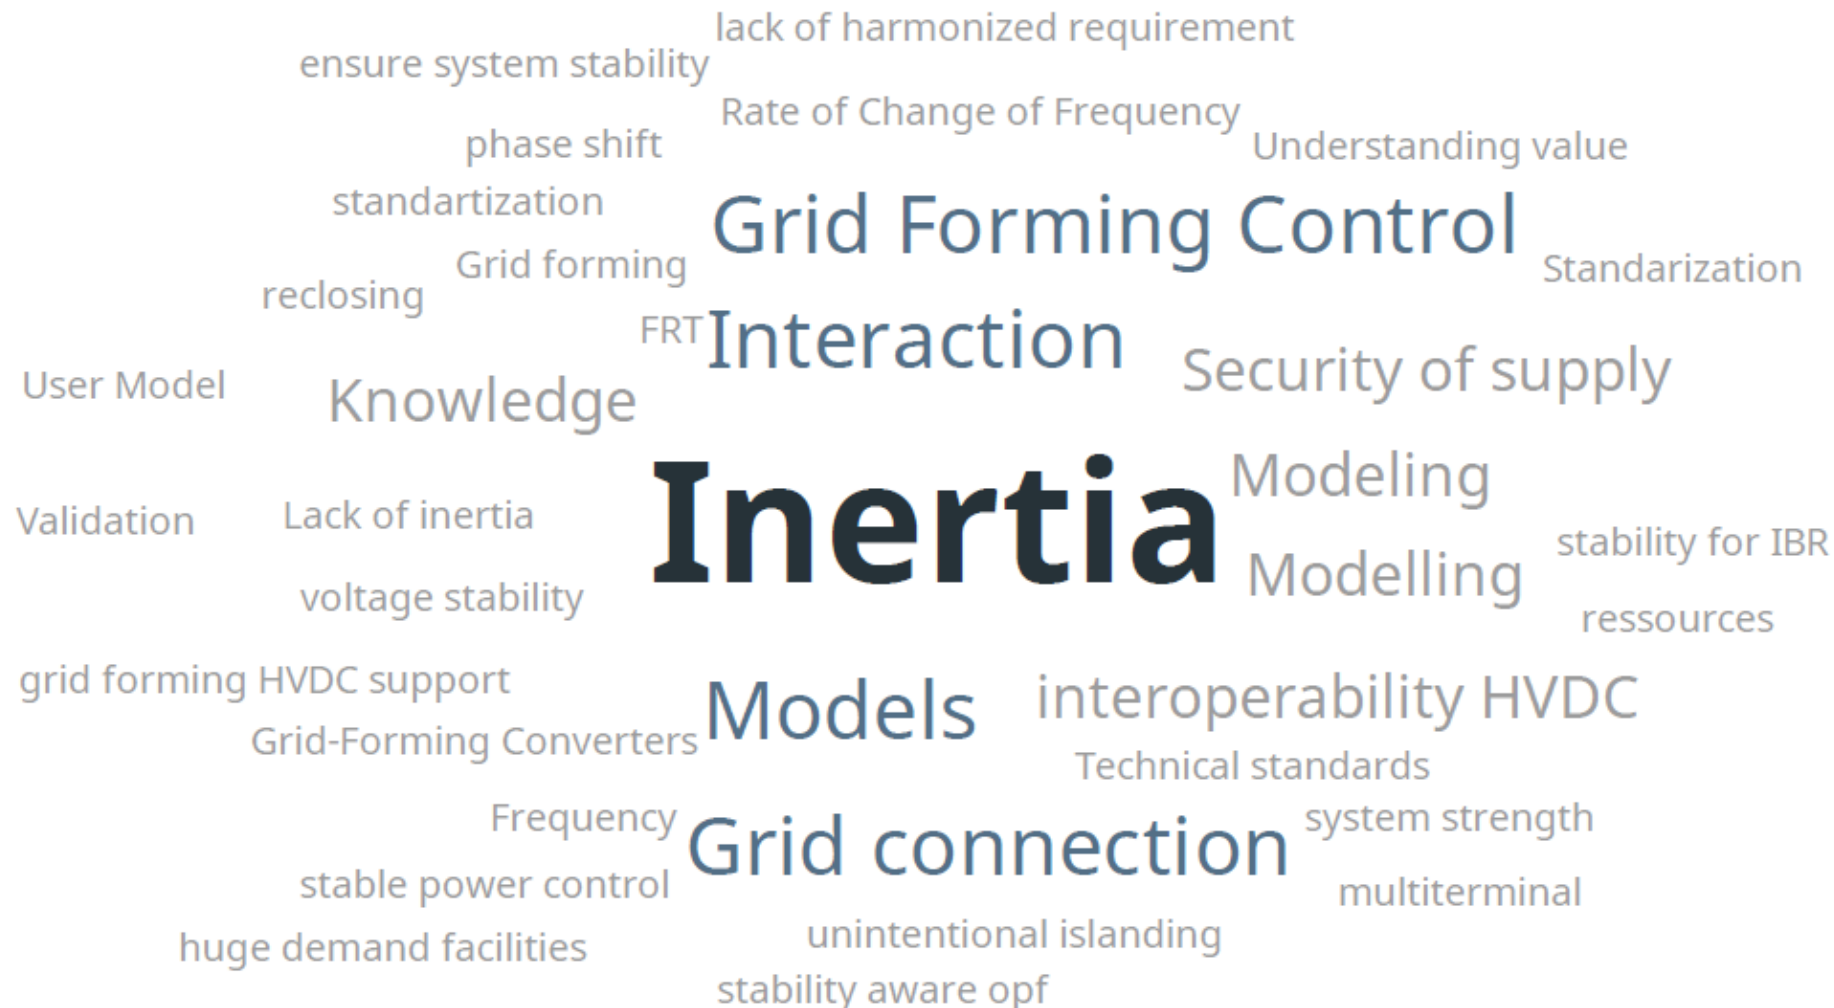 lack of harmonized requirement
ensure system stability
Rate of Change of Frequency
phase shift
Understanding value
standartization
Grid Forming Control
Grid forming
Standarization
reclosing
FRT
Interaction
Security of supply
User Model
Knowledge
Inertia
Modeling
Validation
Lack of inertia
stability for IBR
Modelling
voltage stability
ressources
grid forming HVDC support
Models
interoperability HVDC
Grid-Forming Converters
Technical standards
Frequency
Grid connection
system strength
stable power control
multiterminal
huge demand facilities
unintentional islanding
stability aware opf